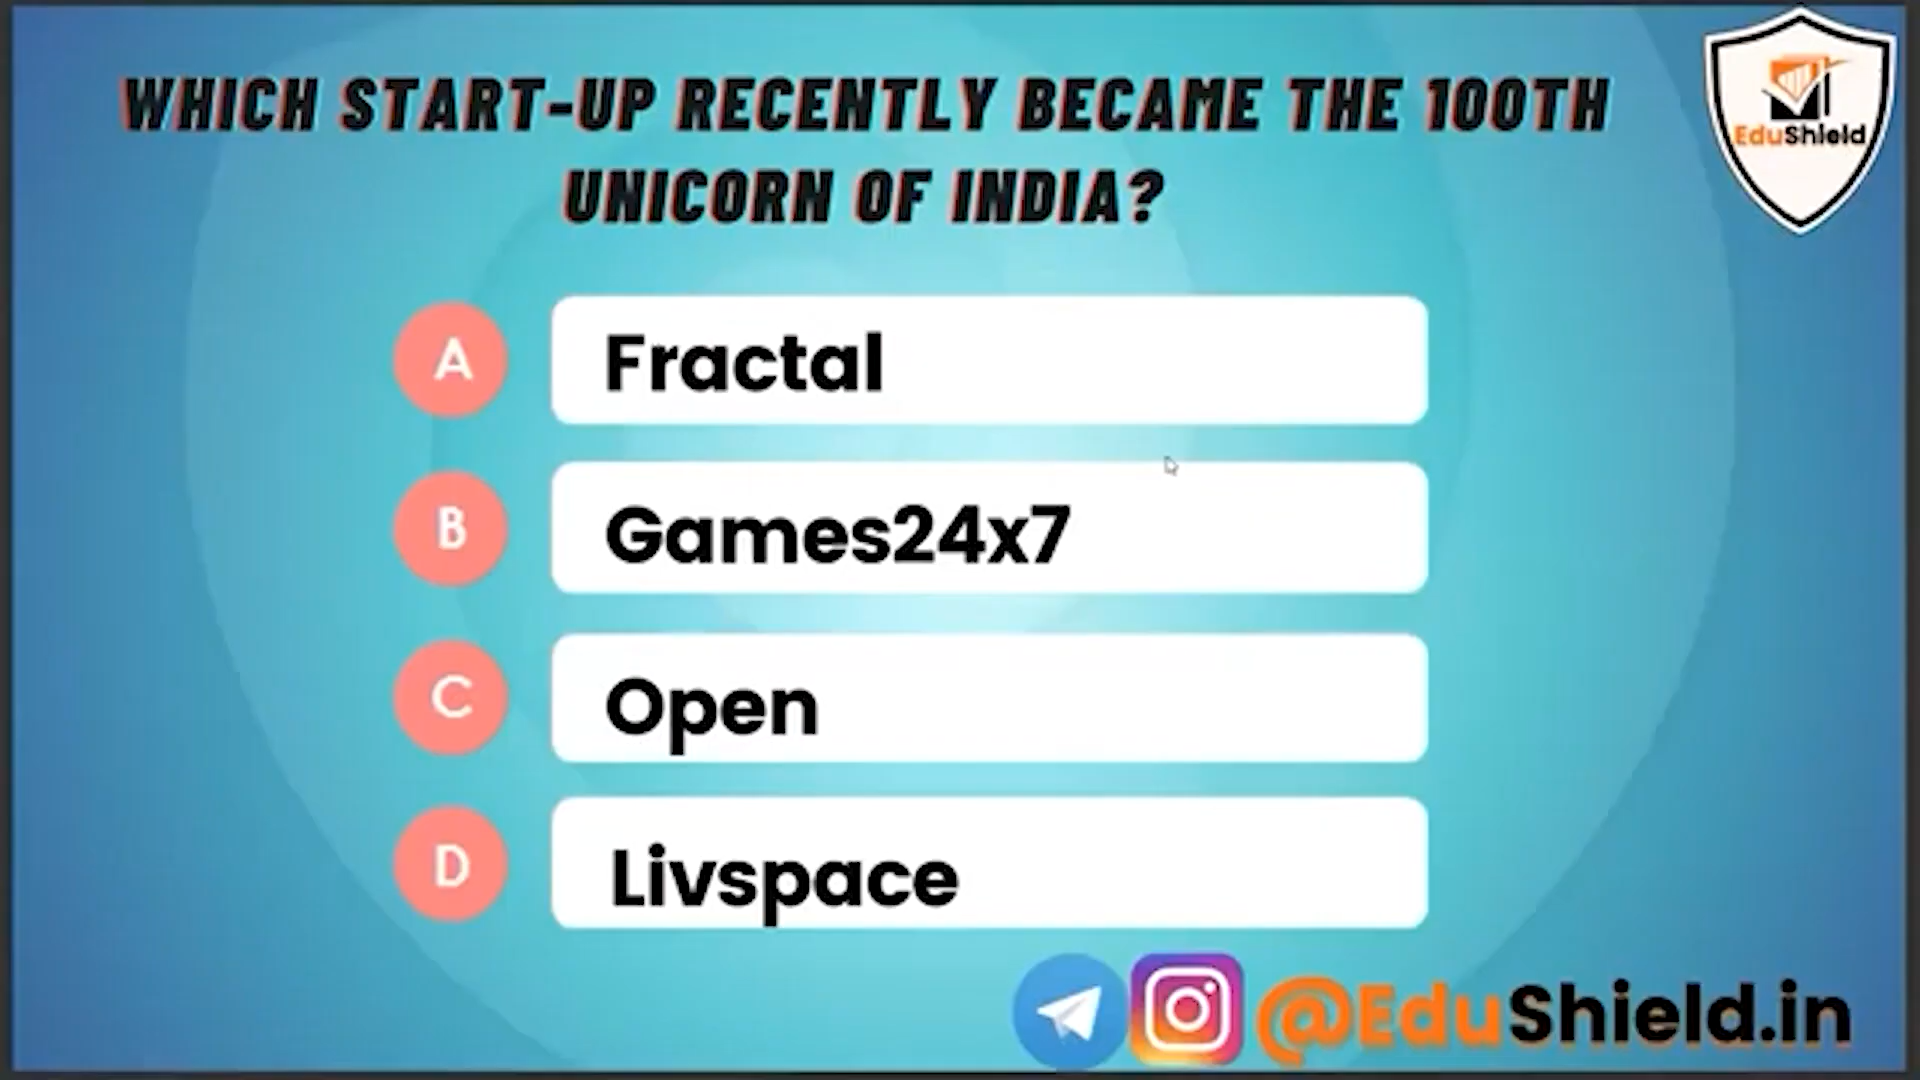 WHICH START-UP RECENTLY BECAME THE 100TH
UNICORN OF INDIA?
EduShield
A Fractal
B Games24x7
C Open
D Livspace
@EduShield.in